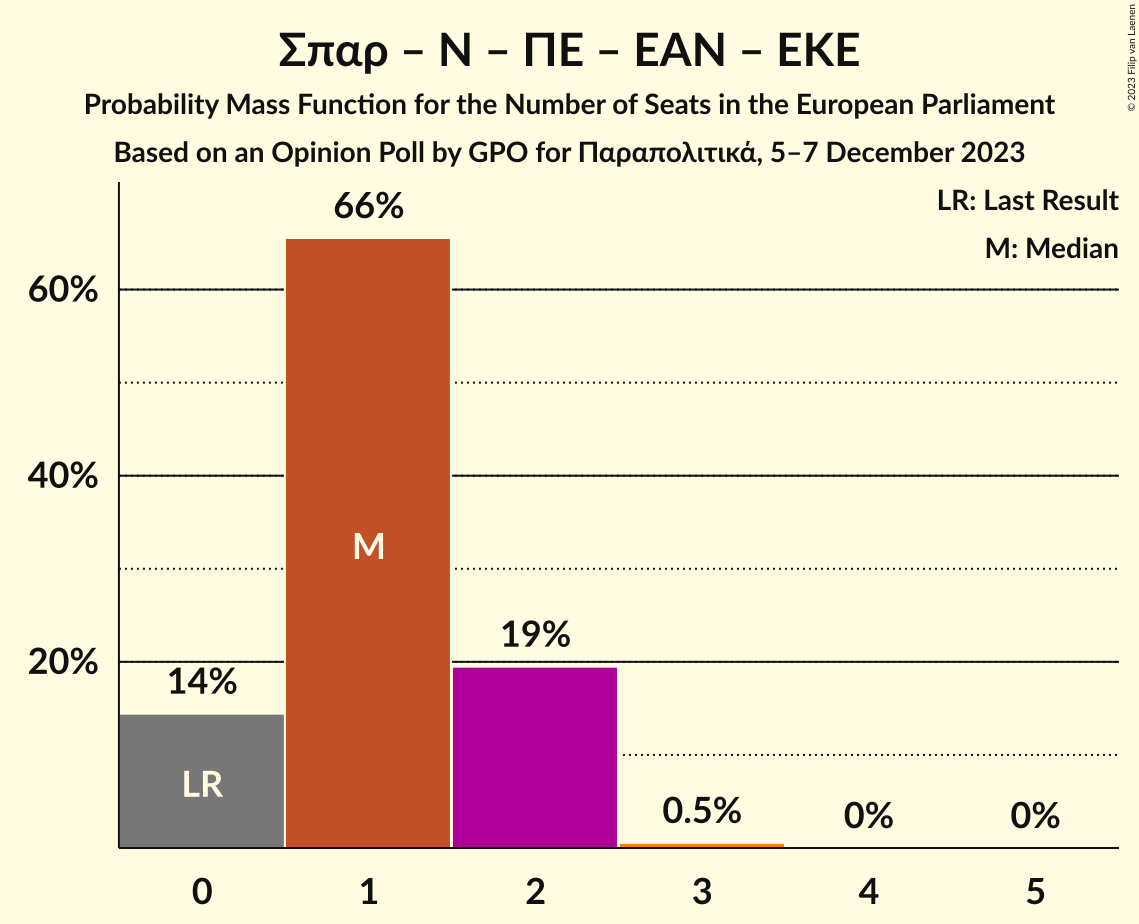 Σπαρ – Ν – ΠΕ – ΕΑΝ – ΕΚΕ
Probability Mass Function for the Number of Seats in the European Parliament
Based on an Opinion Poll by GPO for Παραπολιτικά, 5–7 December 2023
© 2023 Filip van Laenen
LR: Last Result
M: Median
66%
60%
40%
M
19%
20%
14%
LR
0.5%
0%
0%
0
1
2
3
4
5